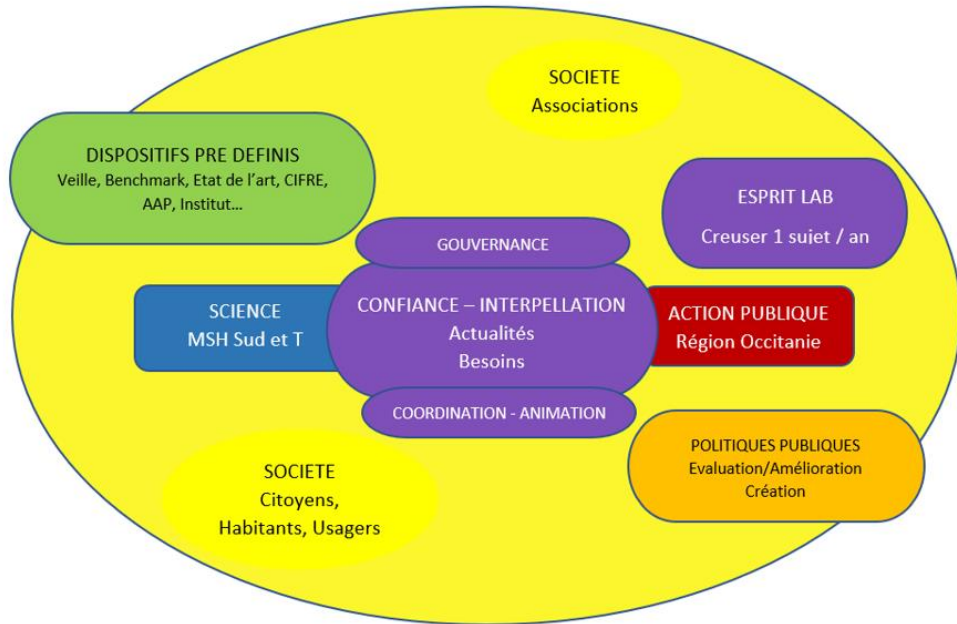 SOCIETE
Associations
DISPOSITIFS PRE DEFINIS
Veille, Benchmark, Etat de l’art, CIFRE,
AAP, Institut…
ESPRIT LAB
Creuser 1 sujet / an
GOUVERNANCE
SCIENCE
MSH Sud et T
CONFIANCE – INTERPELLATION
Actualités
Besoins
ACTION PUBLIQUE
Région Occitanie
COORDINATION - ANIMATION
POLITIQUES PUBLIQUES
Evaluation/Amélioration
Création
SOCIETE
Citoyens,
Habitants, Usagers